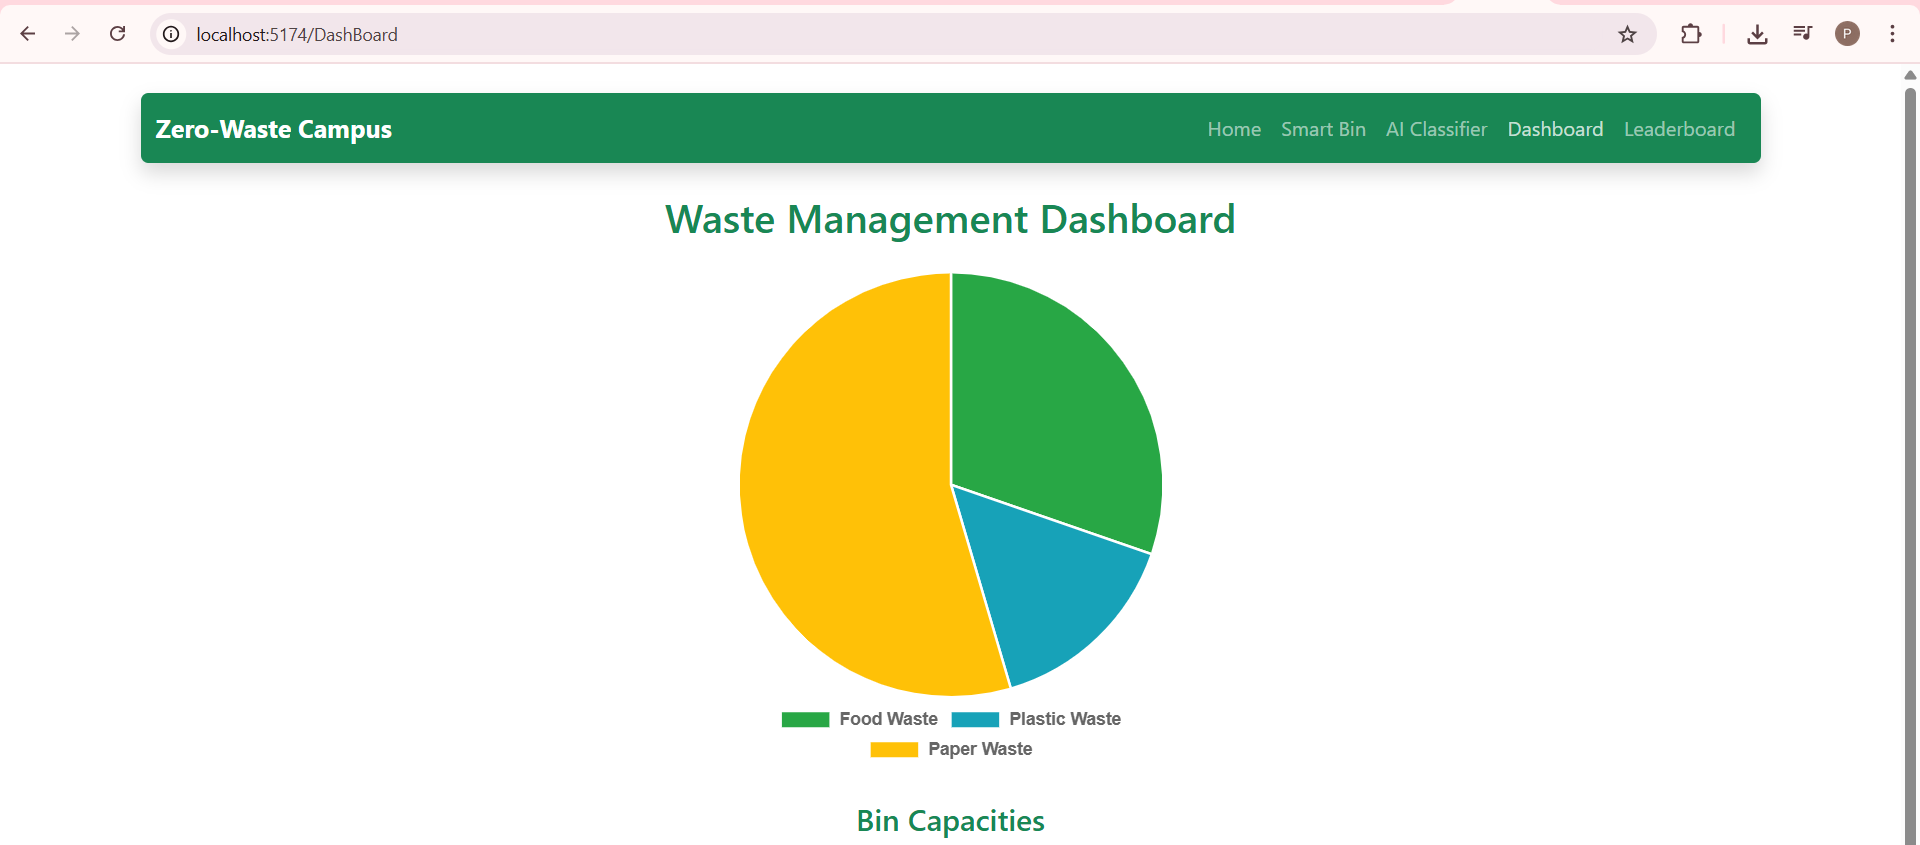 localhost:5174/DashBoard
P
Zero-Waste Campus Home Smart Bin AI Classifier Dashboard Leaderboard
Waste Management Dashboard
Food Waste Plastic Waste
Paper Waste
Bin Capacities